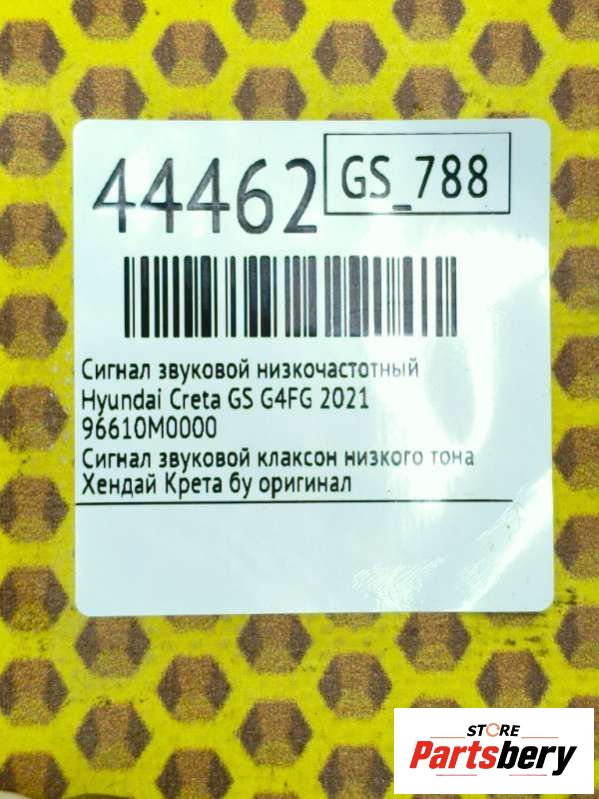 44462
GS_788
Сигнал звуковой низкочастотный
Hyundai Creta GS G4FG 2021
96610M0000
Сигнал звуковой клаксон низкого тона
Хендай Крета бу оригинал
STORE
Partsbery